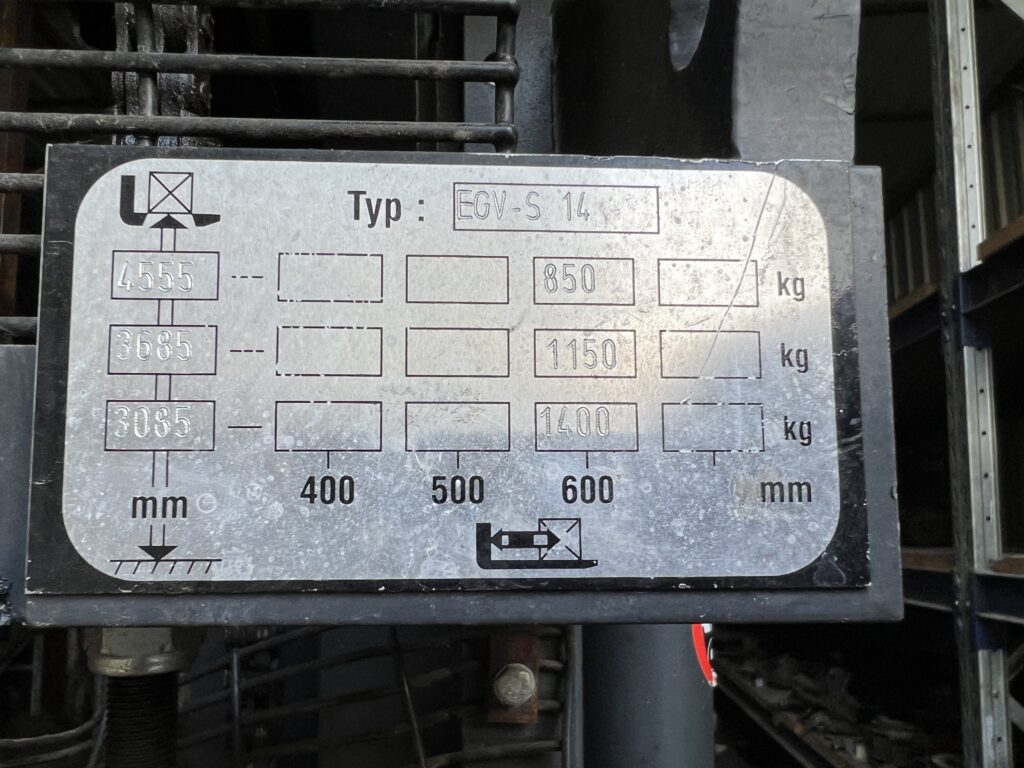 Typ : EGV-S 14
4555 --- 850 kg
3685 --- 1150 kg
3085 — 1400 kg
400 500 600 mm
mm